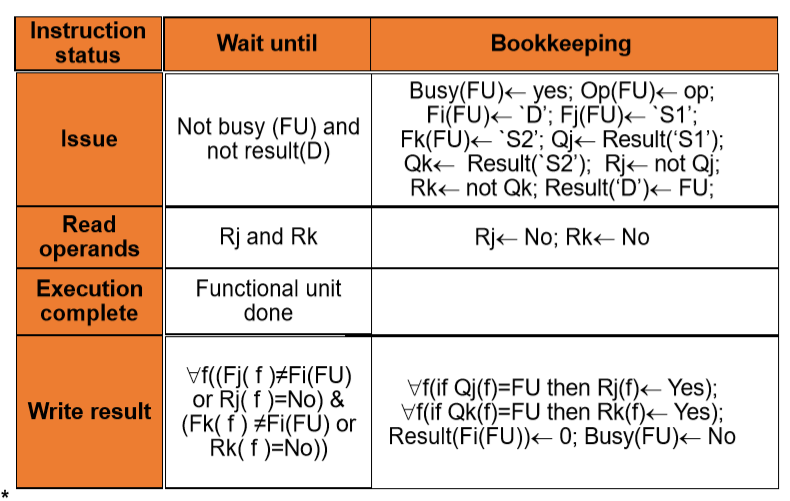 Instruction status
Wait until
Bookkeeping
Issue
Not busy (FU) and
not result(D)
Busy(FU)← yes; Op(FU)← op;
Fi(FU)← `D’; Fj(FU)← `S1’;
Fk(FU)← `S2’; Qj← Result(‘S1’);
Qk← Result(`S2’); Rj← not Qj;
Rk← not Qk; Result(‘D’)← FU;
Read
operands
Rj and Rk
Rj← No; Rk← No
Execution
complete
Functional unit
done
Write result
∀f((Fj( f )≠Fi(FU)
or Rj( f )=No) &
(Fk( f ) ≠Fi(FU) or
Rk( f )=No))
∀f(if Qj(f)=FU then Rj(f)← Yes);
∀f(if Qk(f)=FU then Rk(f)← Yes);
Result(Fi(FU))← 0; Busy(FU)← No
*